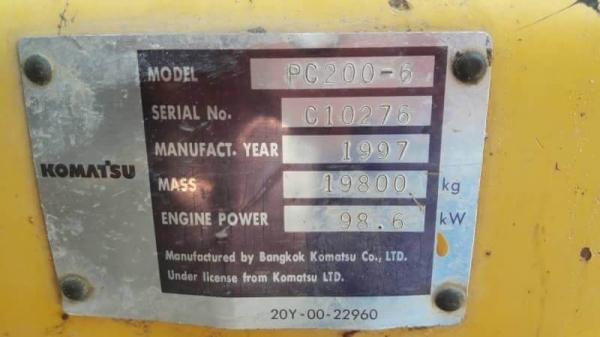 MODEL PC200-6
SERIAL No. C10276
MANUFACT. YEAR 1997
KOMATSU
MASS 19800 kg
ENGINE POWER 98.6 kW
Manufactured by Bangkok Komatsu Co., LTD.
Under license from Komatsu LTD.
20Y-00-22960